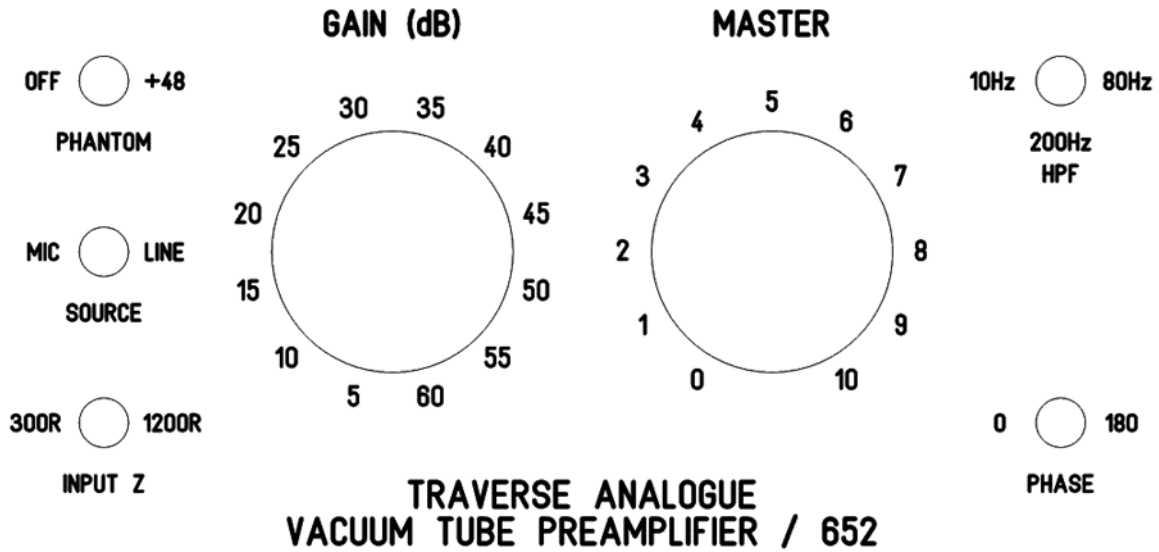 GAIN (dB)
MASTER
OFF +48
PHANTOM
MIC LINE
SOURCE
300R 1200R
INPUT Z
30 35
25 40
20 45
15 50
10 55
5 60
5
4 6
3 7
2 8
1 9
0 10
10Hz 80Hz
200Hz
HPF
0 180
PHASE
TRAVERSE ANALOGUE
VACUUM TUBE PREAMPLIFIER / 652